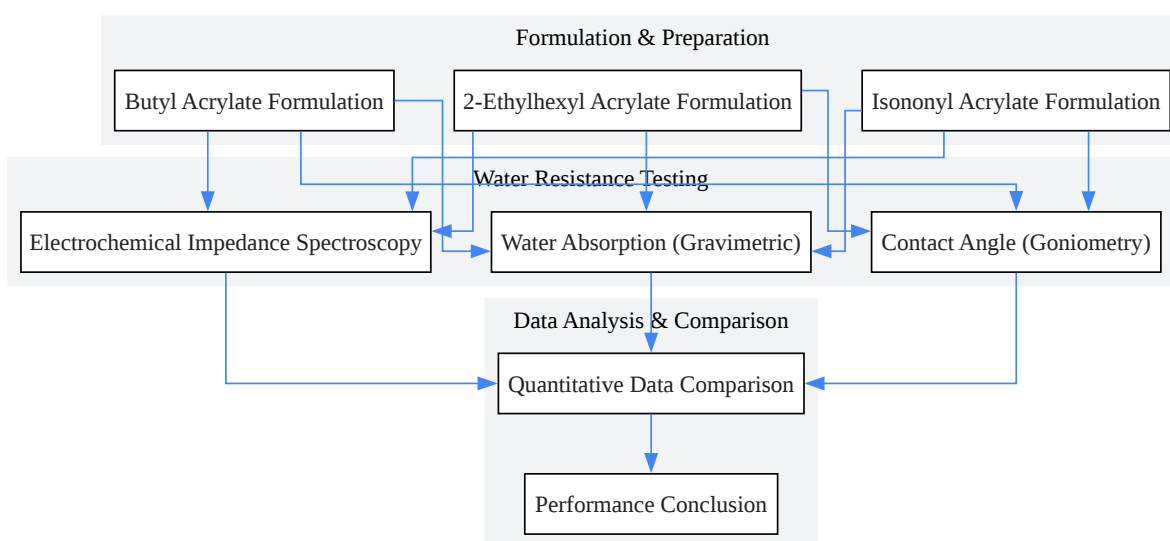 Formulation & Preparation
Butyl Acrylate Formulation
2-Ethylhexyl Acrylate Formulation
Isononyl Acrylate Formulation
Water Resistance Testing
Electrochemical Impedance Spectroscopy
Water Absorption (Gravimetric)
Contact Angle (Goniometry)
Data Analysis & Comparison
Quantitative Data Comparison
Performance Conclusion